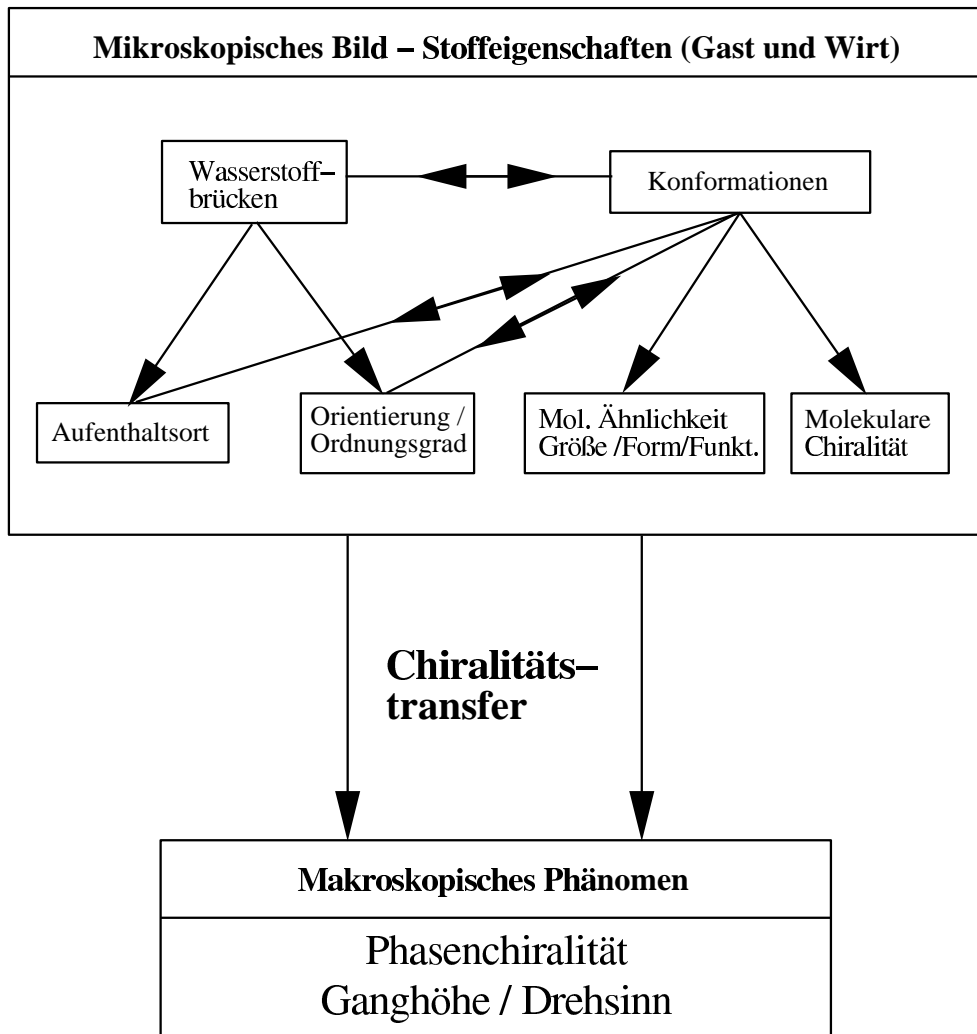 Mikroskopisches Bild – Stoffeigenschaften (Gast und Wirt)
Wasserstoff–
brücken
Konformationen
Aufenthaltsort
Orientierung /
Ordnungsgrad
Mol. Ähnlichkeit
Größe /Form/Funkt.
Molekulare
Chiralität
Chiralitäts–
transfer
Makroskopisches Phänomen
Phasenchiralität
Ganghöhe / Drehsinn